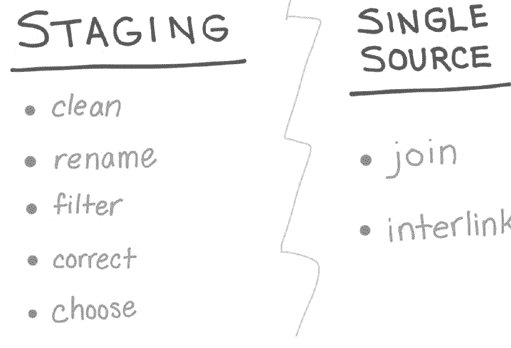 STAGING
• clean
• rename
• filter
• correct
• choose
SINGLE
SOURCE
• join
• interlink